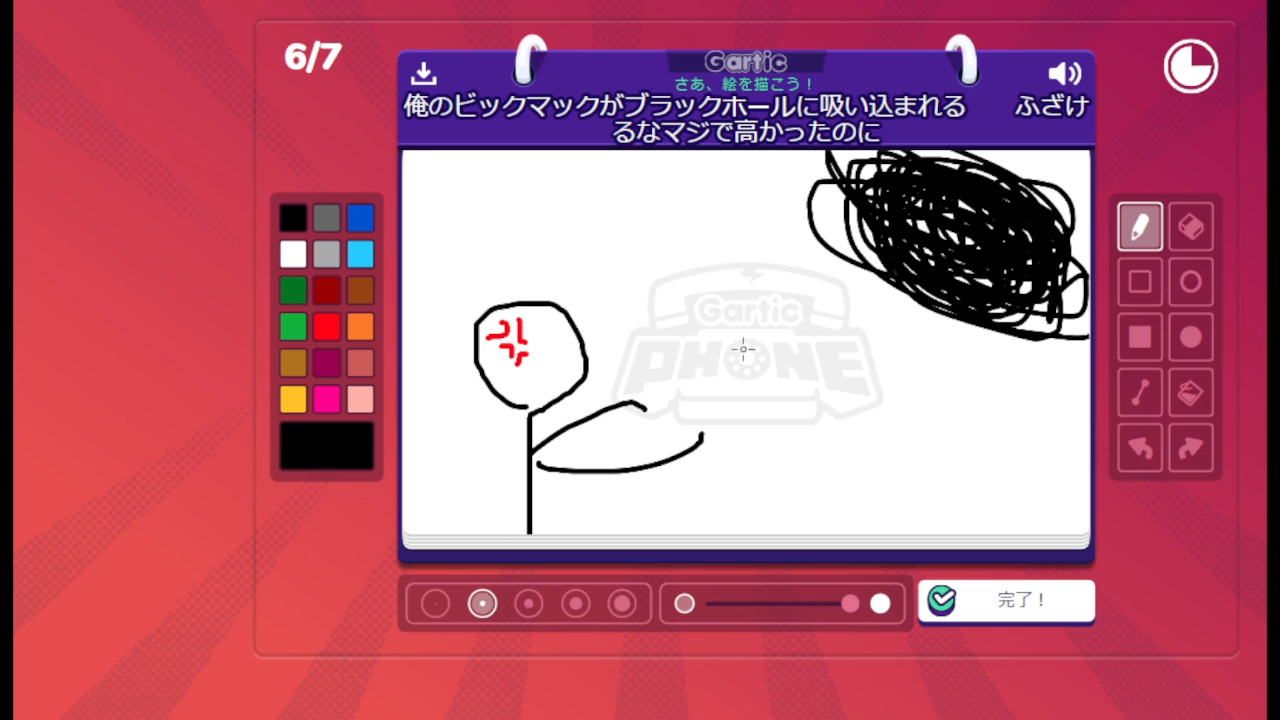 6/7
Gartic
さあ、絵を描こう！
俺のビックマックがブラックホールに吸い込まれる　　ふざけ
るなマジで高かったのに
Gartic
PHONE
完了！